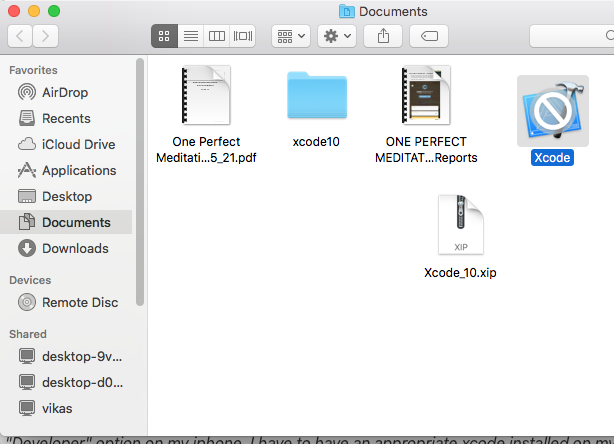 Documents
Favorites
AirDrop
Recents
iCloud Drive
Applications
Desktop
Documents
Downloads
Devices
Remote Disc
Shared
desktop-9v...
desktop-d0...
vikas
One Perfect
Meditati...5_21.pdf
xcode10
ONE PERFECT
MEDITAT...Reports
Xcode
XIP
Xcode_10.xip
"Developer" option on my iphone, I have to have an appropriate xcode installed on my